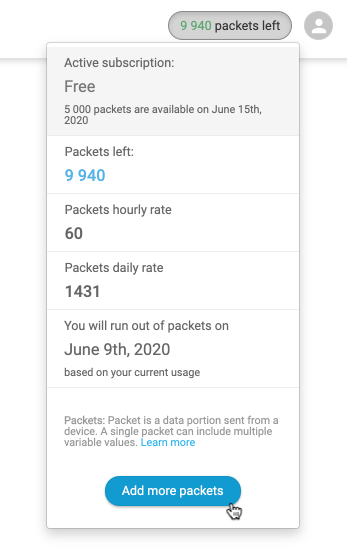 9 940 packets left
Active subscription:
Free
5 000 packets are available on June 15th,
2020
Packets left:
9 940
Packets hourly rate
60
Packets daily rate
1431
You will run out of packets on
June 9th, 2020
based on your current usage
Packets: Packet is a data portion sent from a
device. A single packet can include multiple
variable values. Learn more
Add more packets